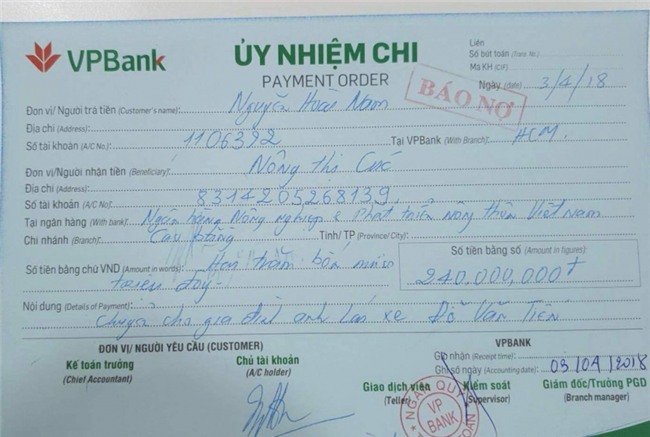 VPBank
ỦY NHIỆM CHI
PAYMENT ORDER
Liên
Số bút toán (Trans. No.)
Mã KH (CIF)
Ngày (date) 3/4/18
BÁO NỢ
Đơn vị/ Người trả tiền (Customer's name): Nguyễn Hoài Nam
Địa chỉ (Address):
Số tài khoản (A/C No.): 1106392 Tại VPBank (With Branch): HCM.
Đơn vị/Người nhận tiền (Beneficiary) Nông Thị Cúc
Địa chỉ (Address):
Số tài khoản (A/C No.): 8314205268139
Tại ngân hàng (With bank): Ngân hàng Nông nghiệp & Phát triển nông thôn Việt Nam
Chi nhánh (Branch): Cao Bằng Tỉnh/ TP (Province/ City):
Số tiền bằng chữ VND (Amount in words): Hai trăm bốn mươi
triệu
Số tiền bằng số (Amount in figures)
240,000,000đ
Nội dung (Details of Payment):
Chuyển cho gia đình anh lái xe Đỗ Văn Tiến
ĐƠN VỊ/ NGƯỜI YÊU CẦU (CUSTOMER)
VPBANK
Kế toán trưởng
(Chief Accountant)
Chủ tài khoản
(A/C holder)
Ghi nhận (Receipt time):
Ghi sổ ngày (Accounting date): 03/04/2018
Giao dịch viên
(Teller)
Kiểm soát
(Supervisor)
Giám đốc/Trưởng PGD
(Branch manager)
NGÂN QUỸ
VP
BANK